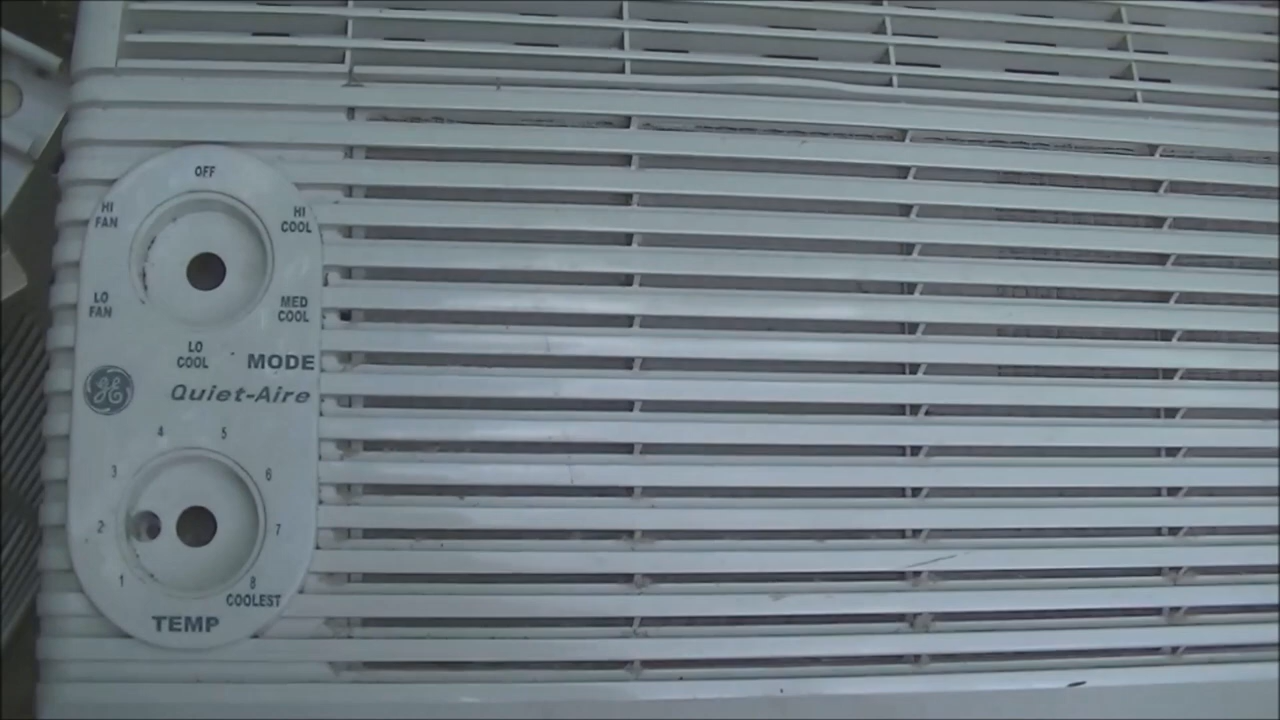 OFF
HI
FAN
HI
COOL
LO
FAN
MED
COOL
LO
COOL
MODE
GE
Quiet-Aire
4
5
3
6
2
7
1
8
COOLEST
TEMP